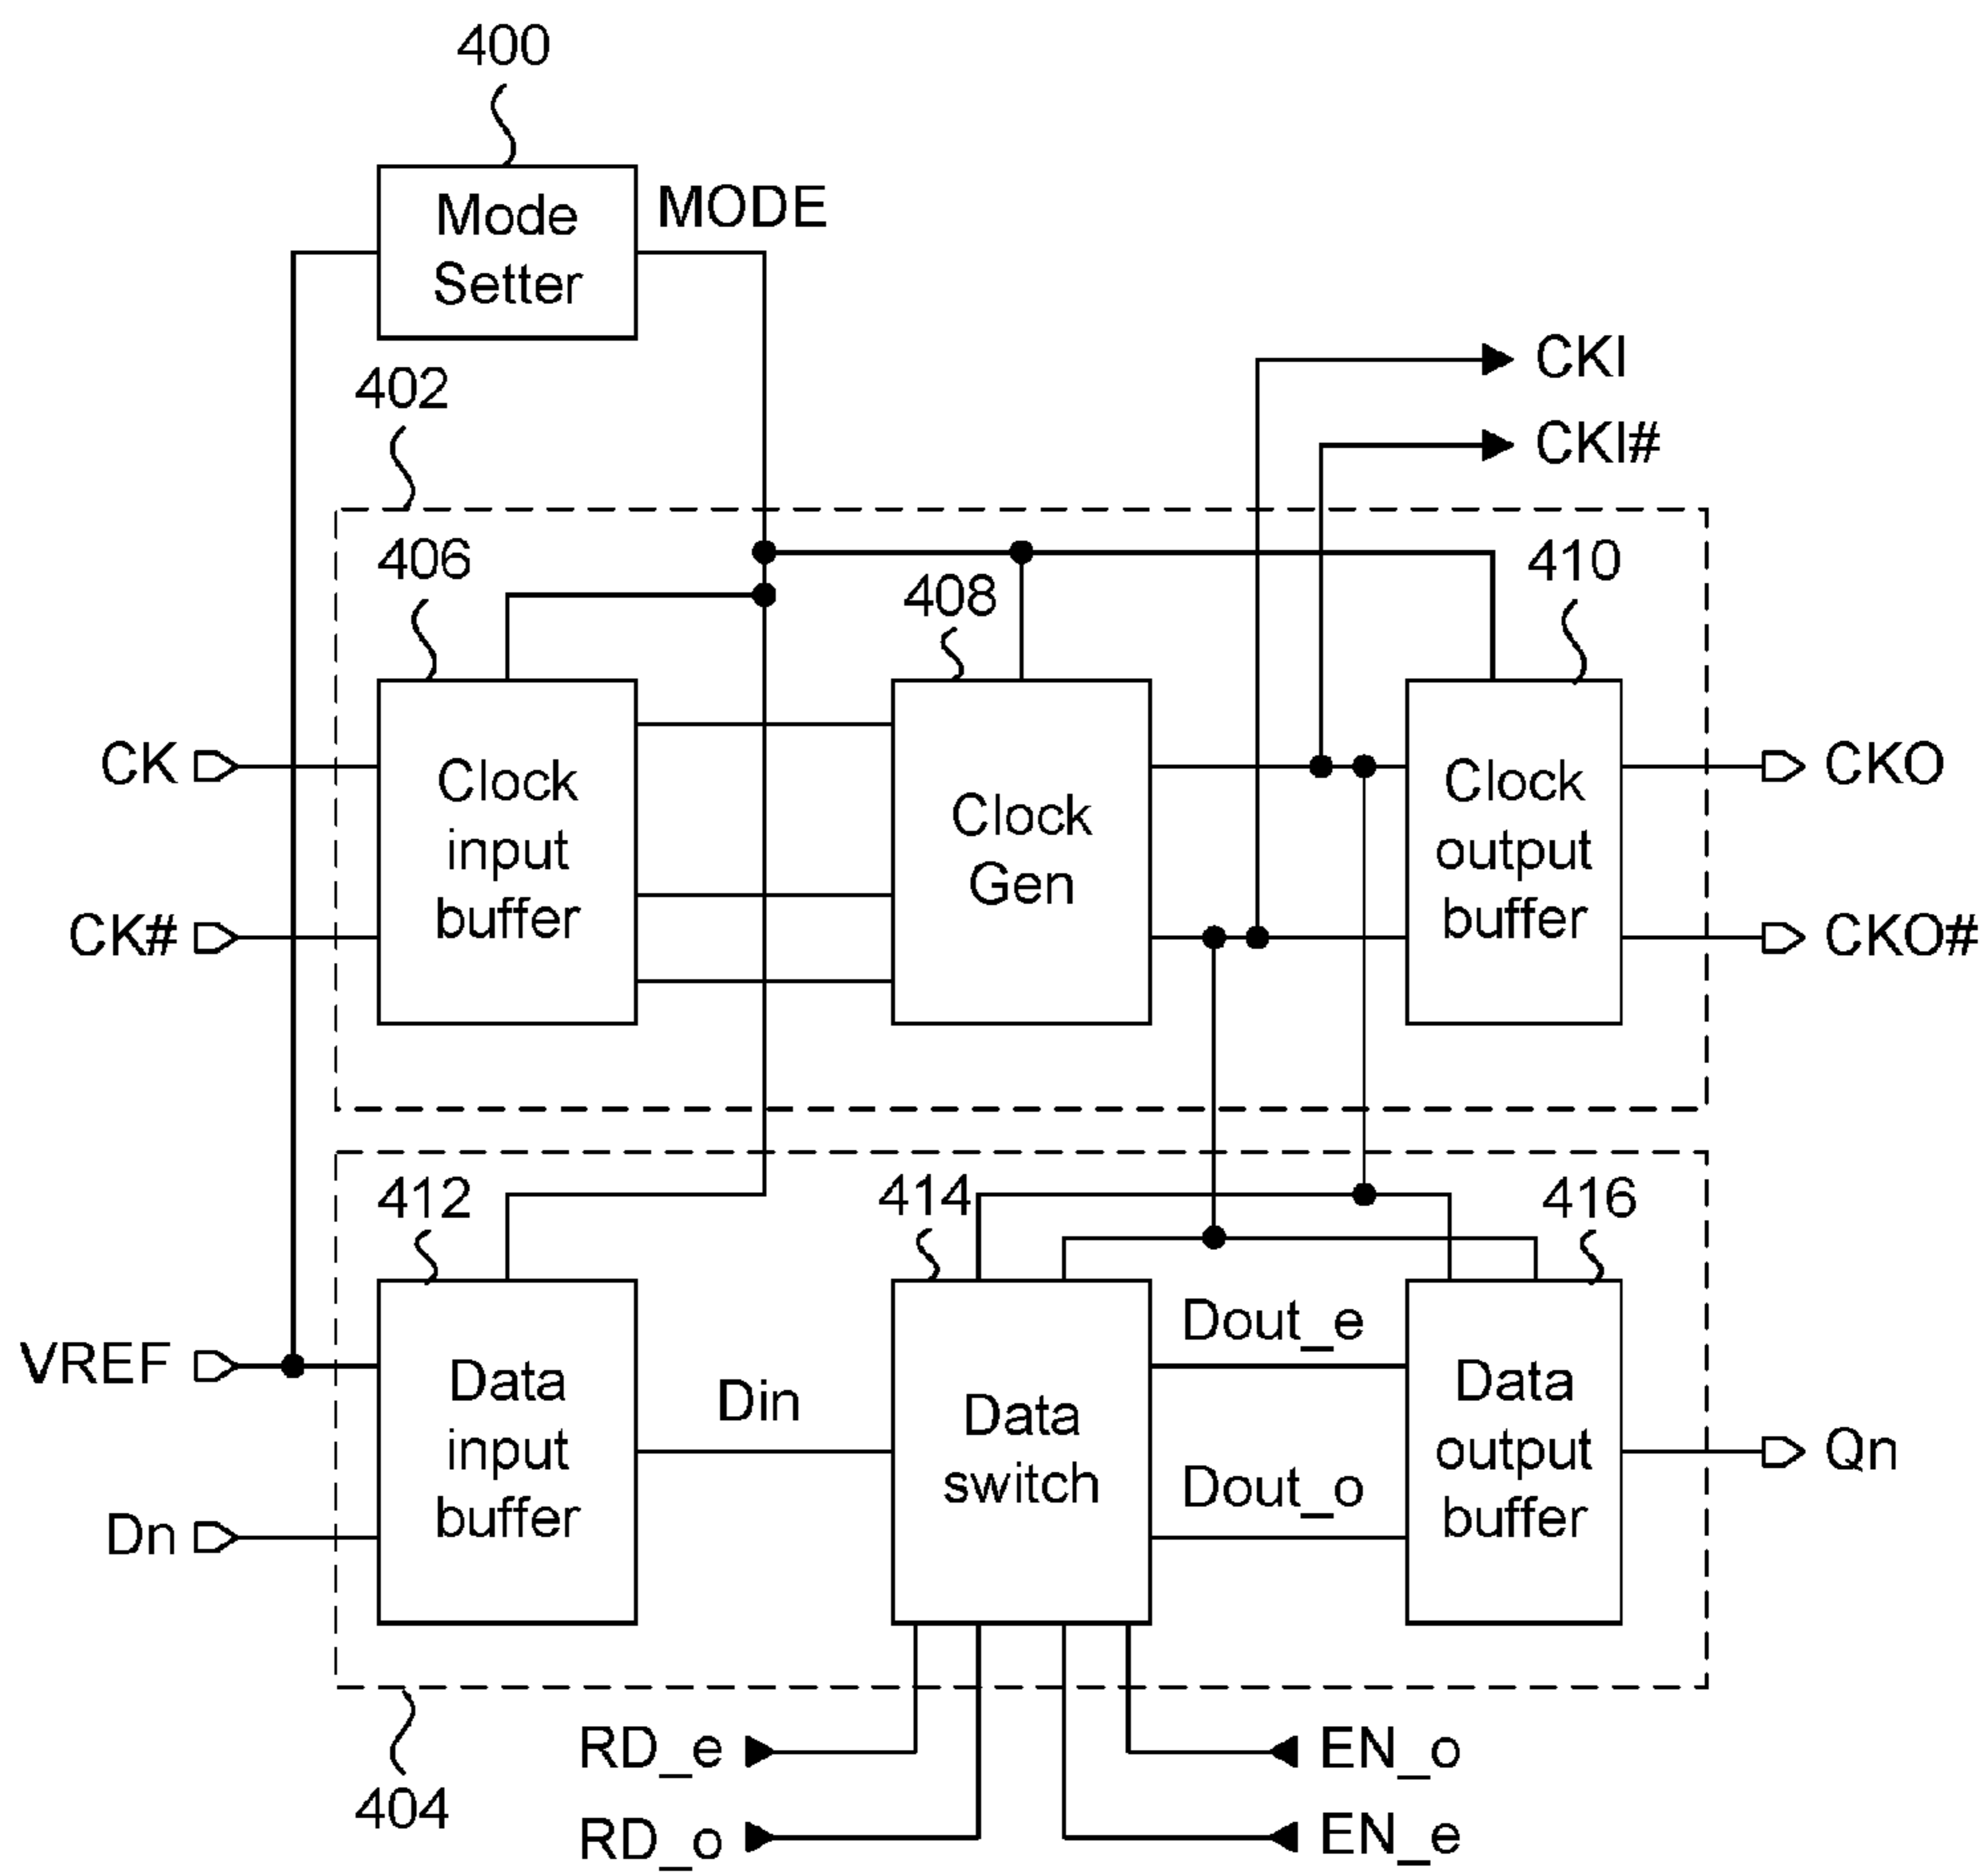 400
Mode
Setter
MODE
402
CKI
CKI#
406
408
410
CK
CK#
Clock
input
buffer
Clock
Gen
Clock
output
buffer
CKO
CKO#
412
414
416
VREF
Dn
Data
input
buffer
Din
Data
switch
Dout_e
Dout_o
Data
output
buffer
Qn
404
RD_e
RD_o
EN_o
EN_e